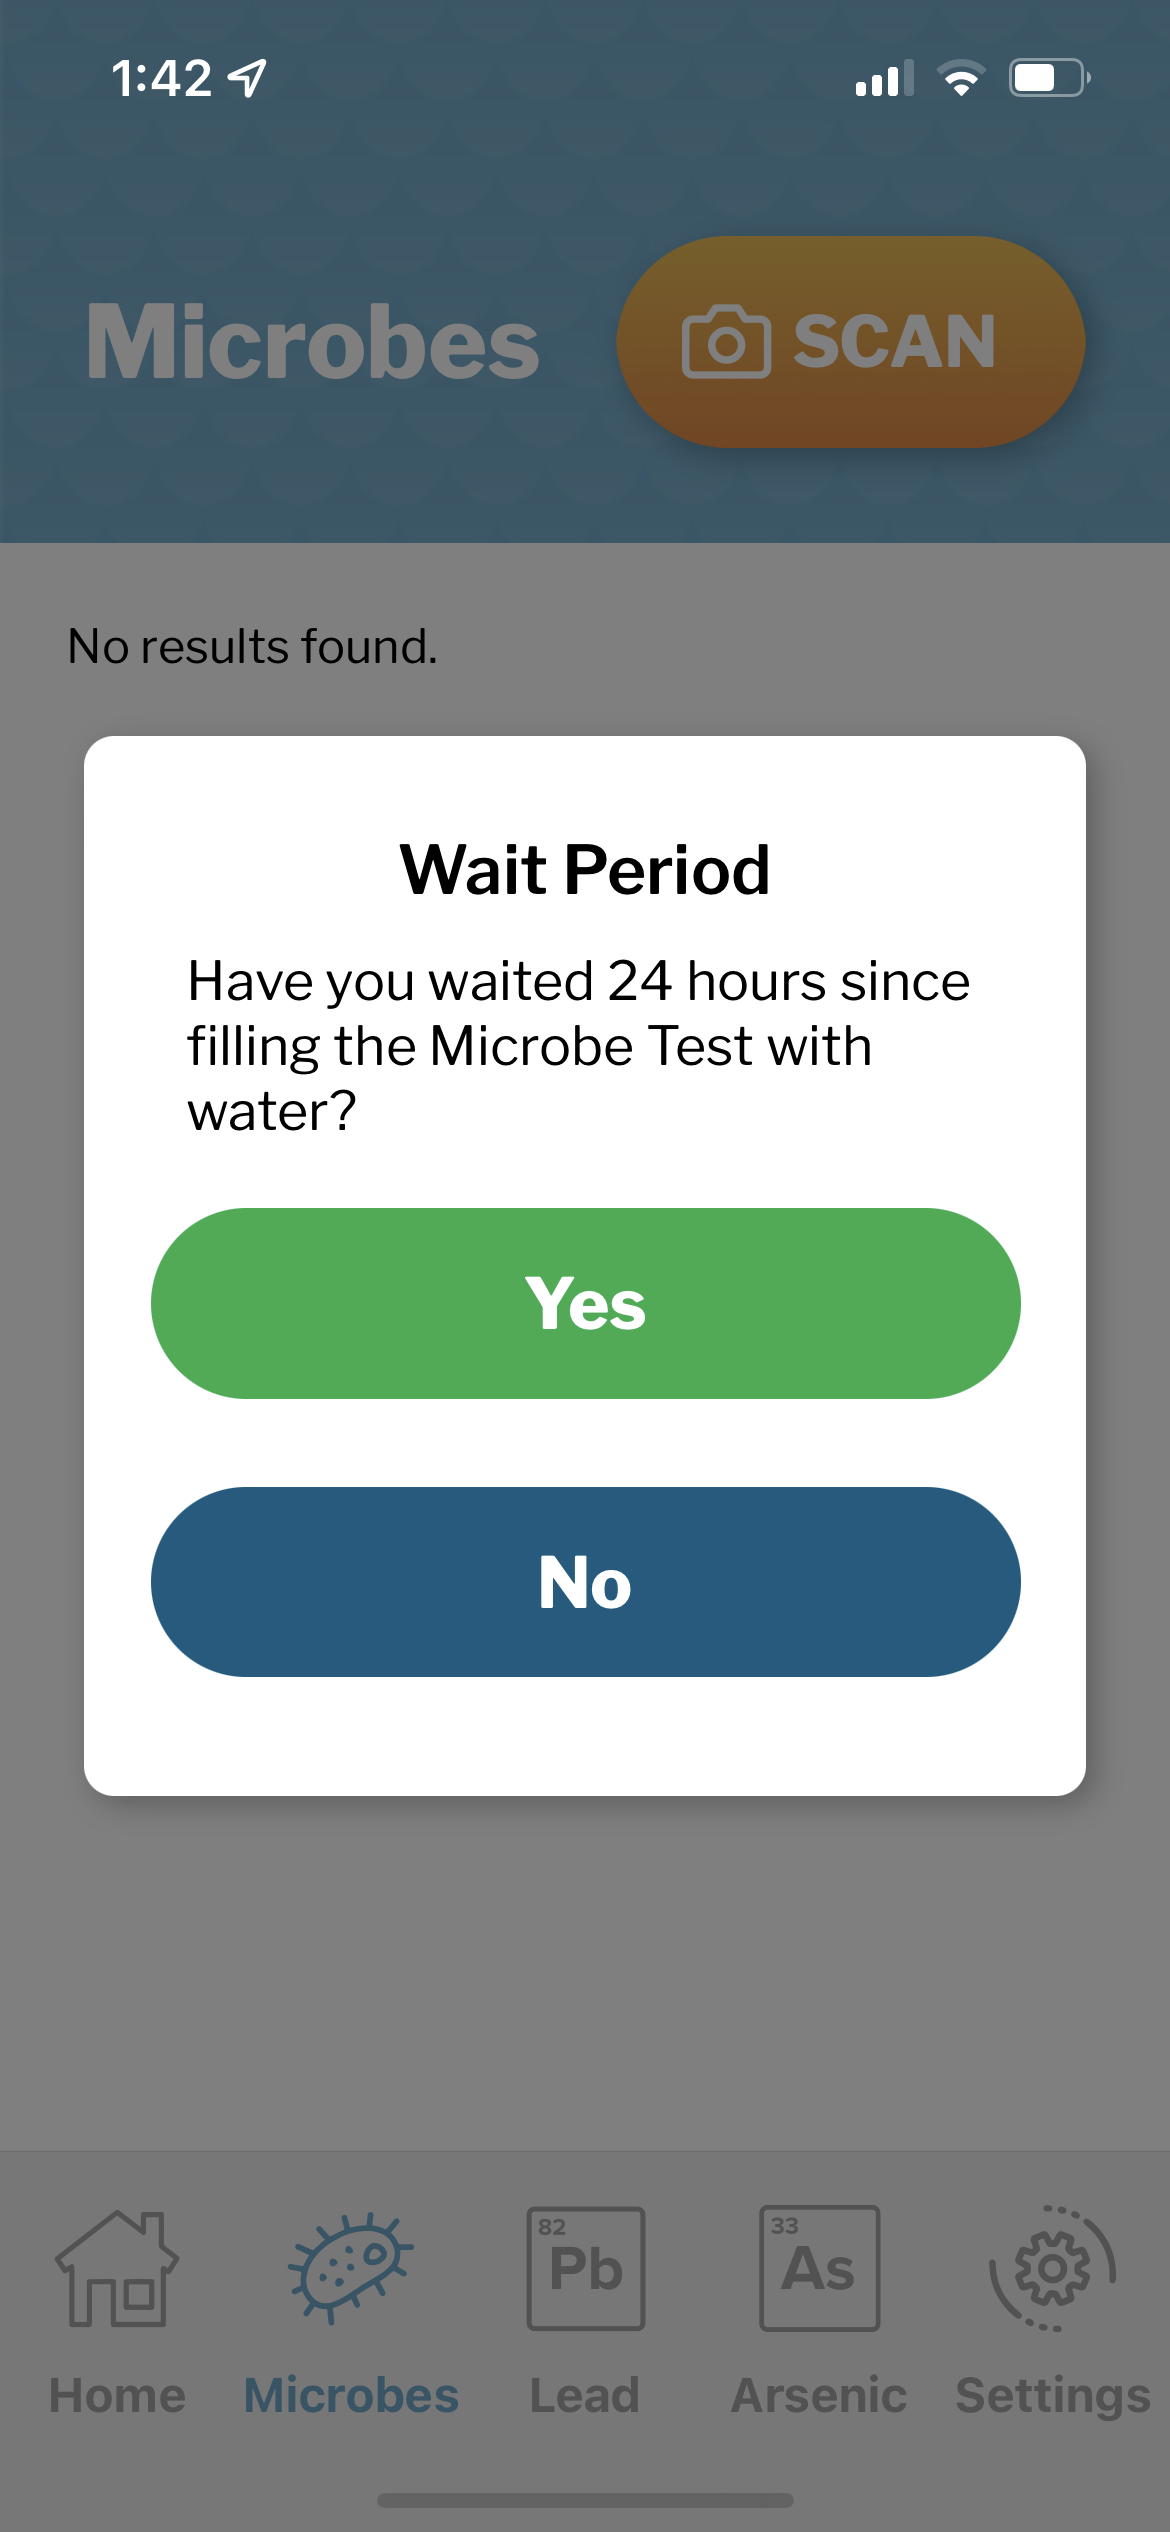 1:42
Microbes
SCAN
No results found.
Wait Period
Have you waited 24 hours since
filling the Microbe Test with
water?
Yes
No
82
Pb
33
As
Home
Microbes
Lead
Arsenic
Settings